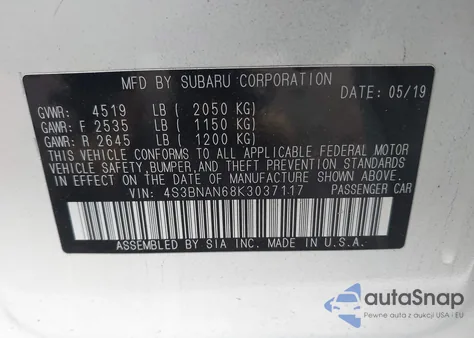 MFD BY SUBARU CORPORATION
DATE: 05/19
GVWR: 4519 LB ( 2050 KG)
GAWR: F 2535 LB ( 1150 KG)
GAWR: R 2645 LB ( 1200 KG)
THIS VEHICLE CONFORMS TO ALL APPLICABLE FEDERAL MOTOR
VEHICLE SAFETY, BUMPER, AND THEFT PREVENTION STANDARDS
IN EFFECT ON THE DATE OF MANUFACTURE SHOWN ABOVE.
VIN: 4S3BNAN68K3037117 PASSENGER CAR
ASSEMBLED BY SIA INC. MADE IN U.S.A.
autoSnap
Pewne auta z USA - EU